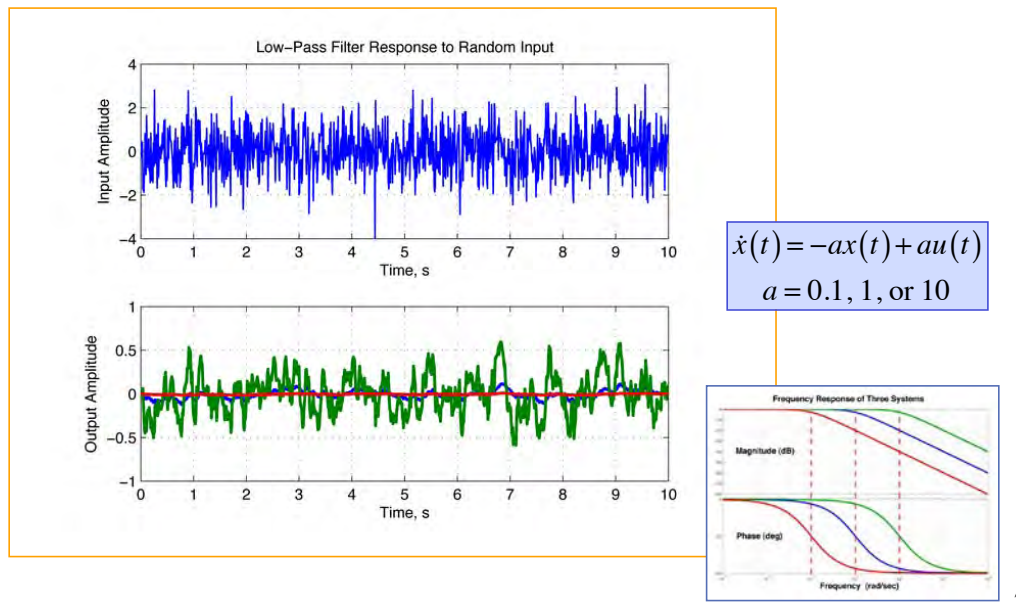 Low-Pass Filter Response to Random Input
4
2
0
-2
-4
Input Amplitude
0 1 2 3 4 5 6 7 8 9 10
Time, s
1
0.5
0
-0.5
-1
Output Amplitude
0 1 2 3 4 5 6 7 8 9 10
Time, s
ẋ(t) = -ax(t) + au(t)
a = 0.1, 1, or 10
Frequency Response of Three Systems
Magnitude (dB)
Phase (deg)
Frequency (rad/sec)